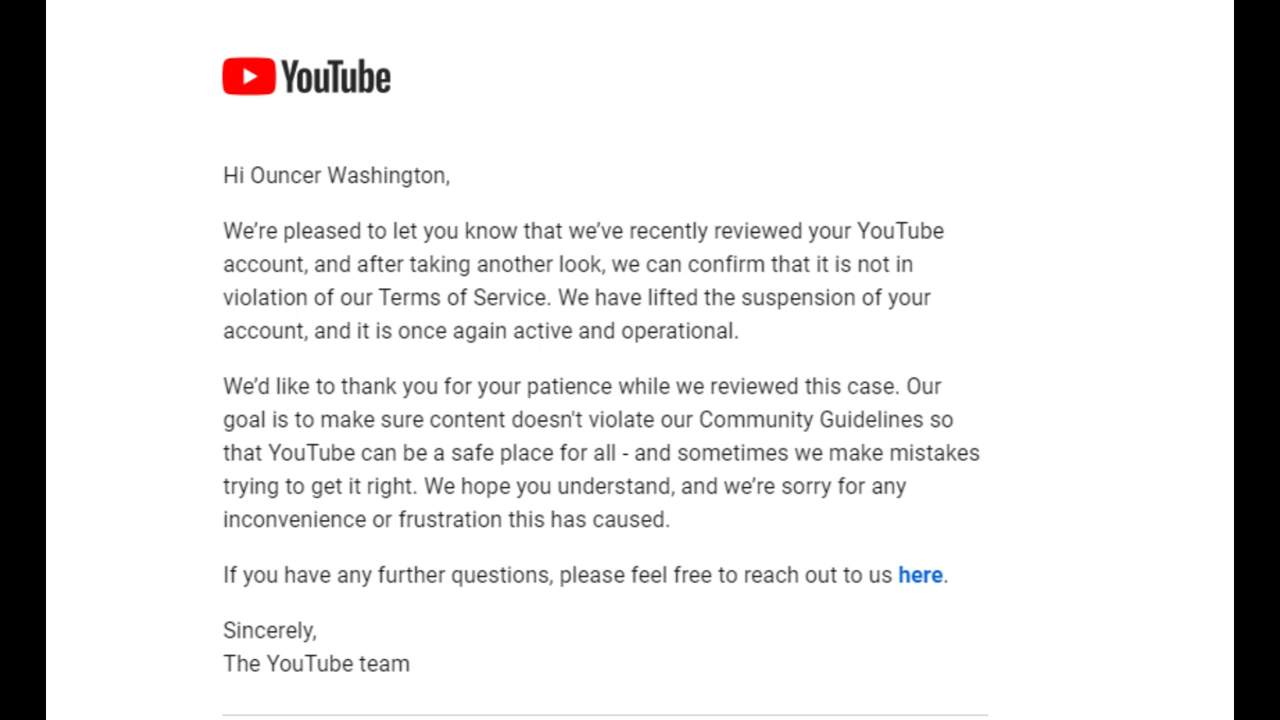 YouTube
Hi Ouncer Washington,
We’re pleased to let you know that we’ve recently reviewed your YouTube
account, and after taking another look, we can confirm that it is not in
violation of our Terms of Service. We have lifted the suspension of your
account, and it is once again active and operational.
We’d like to thank you for your patience while we reviewed this case. Our
goal is to make sure content doesn't violate our Community Guidelines so
that YouTube can be a safe place for all - and sometimes we make mistakes
trying to get it right. We hope you understand, and we’re sorry for any
inconvenience or frustration this has caused.
If you have any further questions, please feel free to reach out to us here.
Sincerely,
The YouTube team